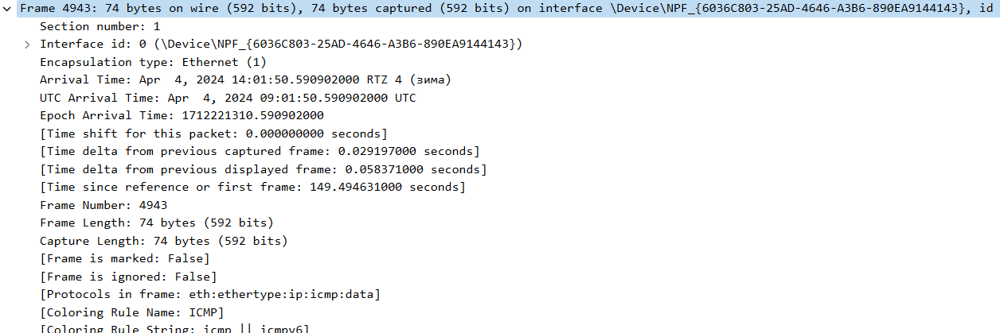 Frame 4943: 74 bytes on wire (592 bits), 74 bytes captured (592 bits) on interface \Device\NPF_{6036C803-25AD-4646-A3B6-890EA9144143}, id
Section number: 1
Interface id: 0 (\Device\NPF_{6036C803-25AD-4646-A3B6-890EA9144143})
Encapsulation type: Ethernet (1)
Arrival Time: Apr  4, 2024 14:01:50.590902000 RTZ 4 (зима)
UTC Arrival Time: Apr  4, 2024 09:01:50.590902000 UTC
Epoch Arrival Time: 1712221310.590902000
[Time shift for this packet: 0.000000000 seconds]
[Time delta from previous captured frame: 0.029197000 seconds]
[Time delta from previous displayed frame: 0.058371000 seconds]
[Time since reference or first frame: 149.494631000 seconds]
Frame Number: 4943
Frame Length: 74 bytes (592 bits)
Capture Length: 74 bytes (592 bits)
[Frame is marked: False]
[Frame is ignored: False]
[Protocols in frame: eth:ethertype:ip:icmp:data]
[Coloring Rule Name: ICMP]
[Coloring Rule String: icmp || icmpv6]